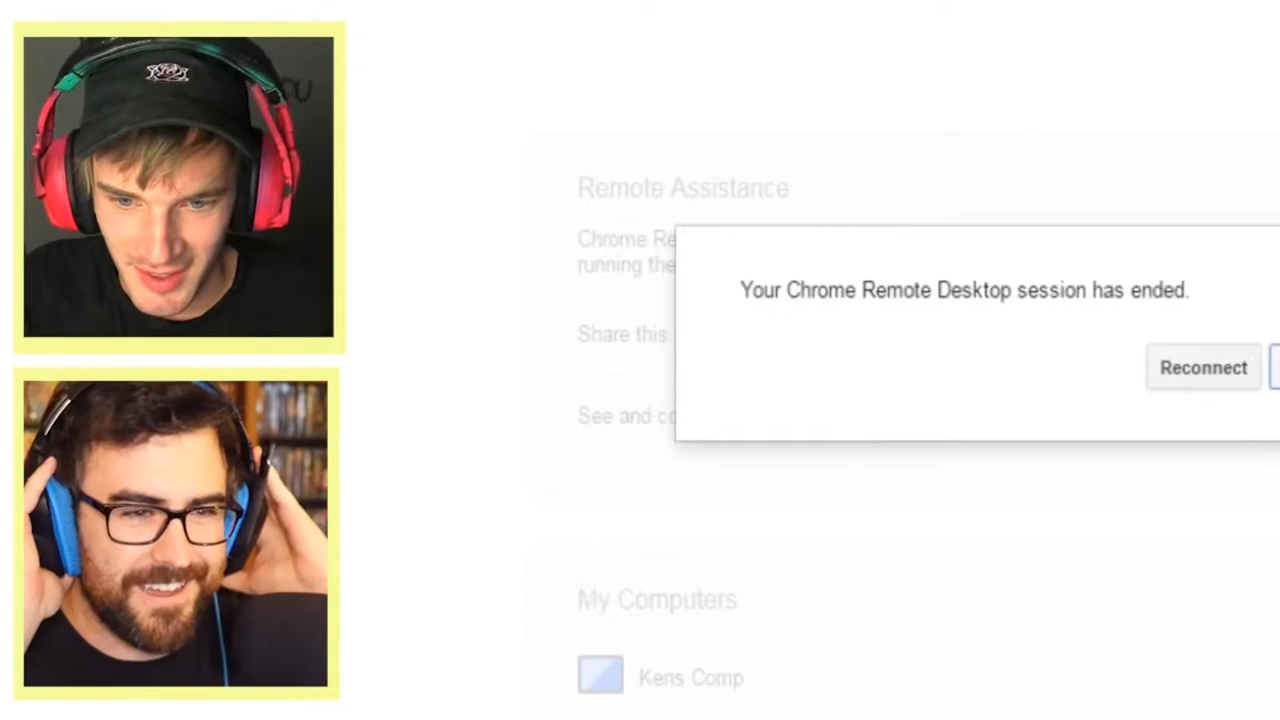 Remote Assistance
Chrome Re
running the
Your Chrome Remote Desktop session has ended.
Share this
Reconnect
See and co
My Computers
Kens Comp